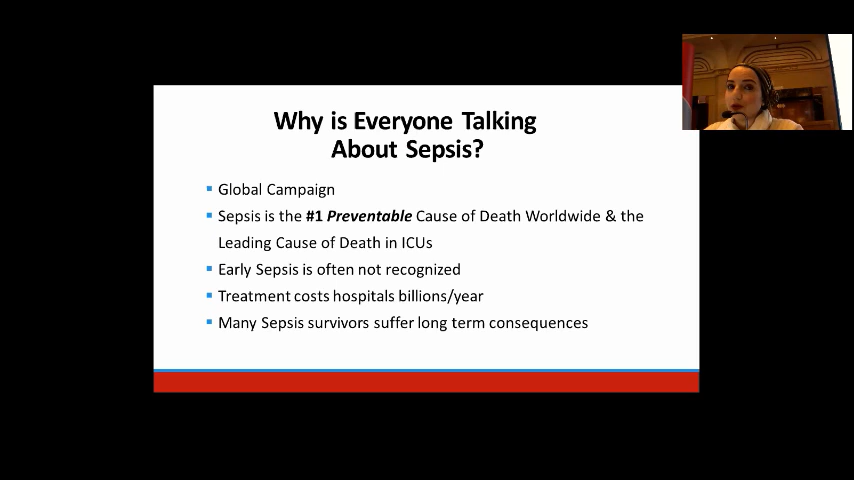 Why is Everyone Talking
About Sepsis?
Global Campaign
Sepsis is the #1 Preventable Cause of Death Worldwide & the
Leading Cause of Death in ICUs
Early Sepsis is often not recognized
Treatment costs hospitals billions/year
Many Sepsis survivors suffer long term consequences